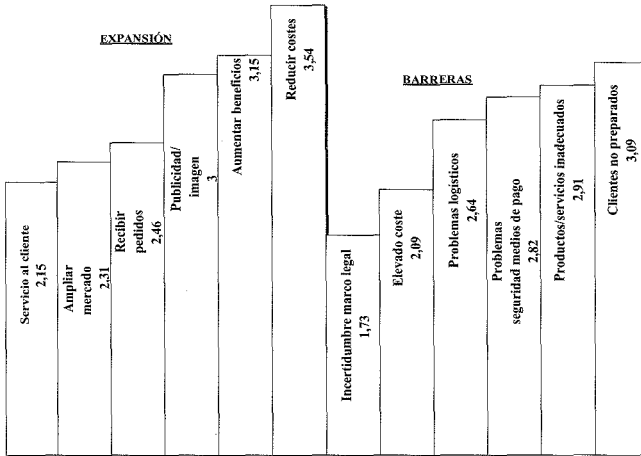 EXPANSIÓN
Servicio al cliente
2,15
Ampliar
mercado
2,31
Recibir
pedidos
2,46
Publicidad/
imagen
3
Aumentar beneficios
3,15
Reducir costes
3,54
BARRERAS
Incertidumbre marco legal
1,73
Elevado coste
2,09
Problemas logísticos
2,64
Problemas
seguridad medios de pago
2,82
Productos/servicios inadecuados
2,91
Clientes no preparados
3,09